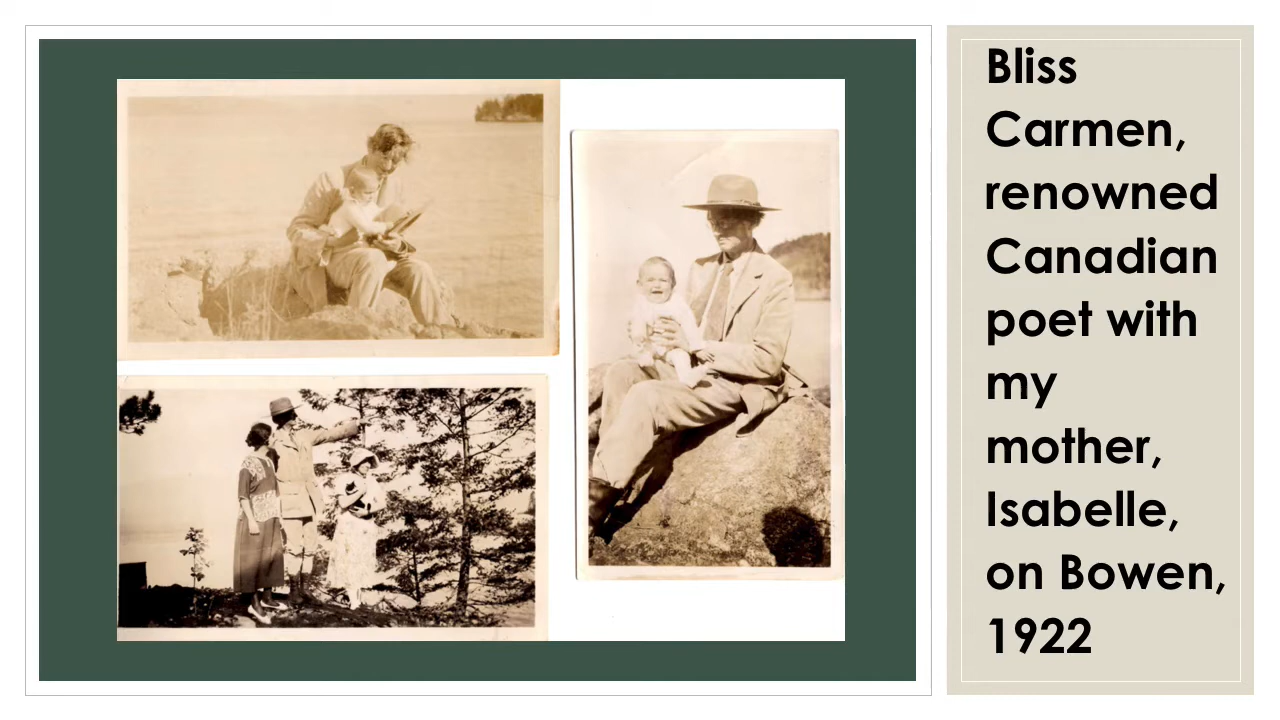 Bliss
Carmen,
renowned
Canadian
poet with
my
mother,
Isabelle,
on Bowen,
1922